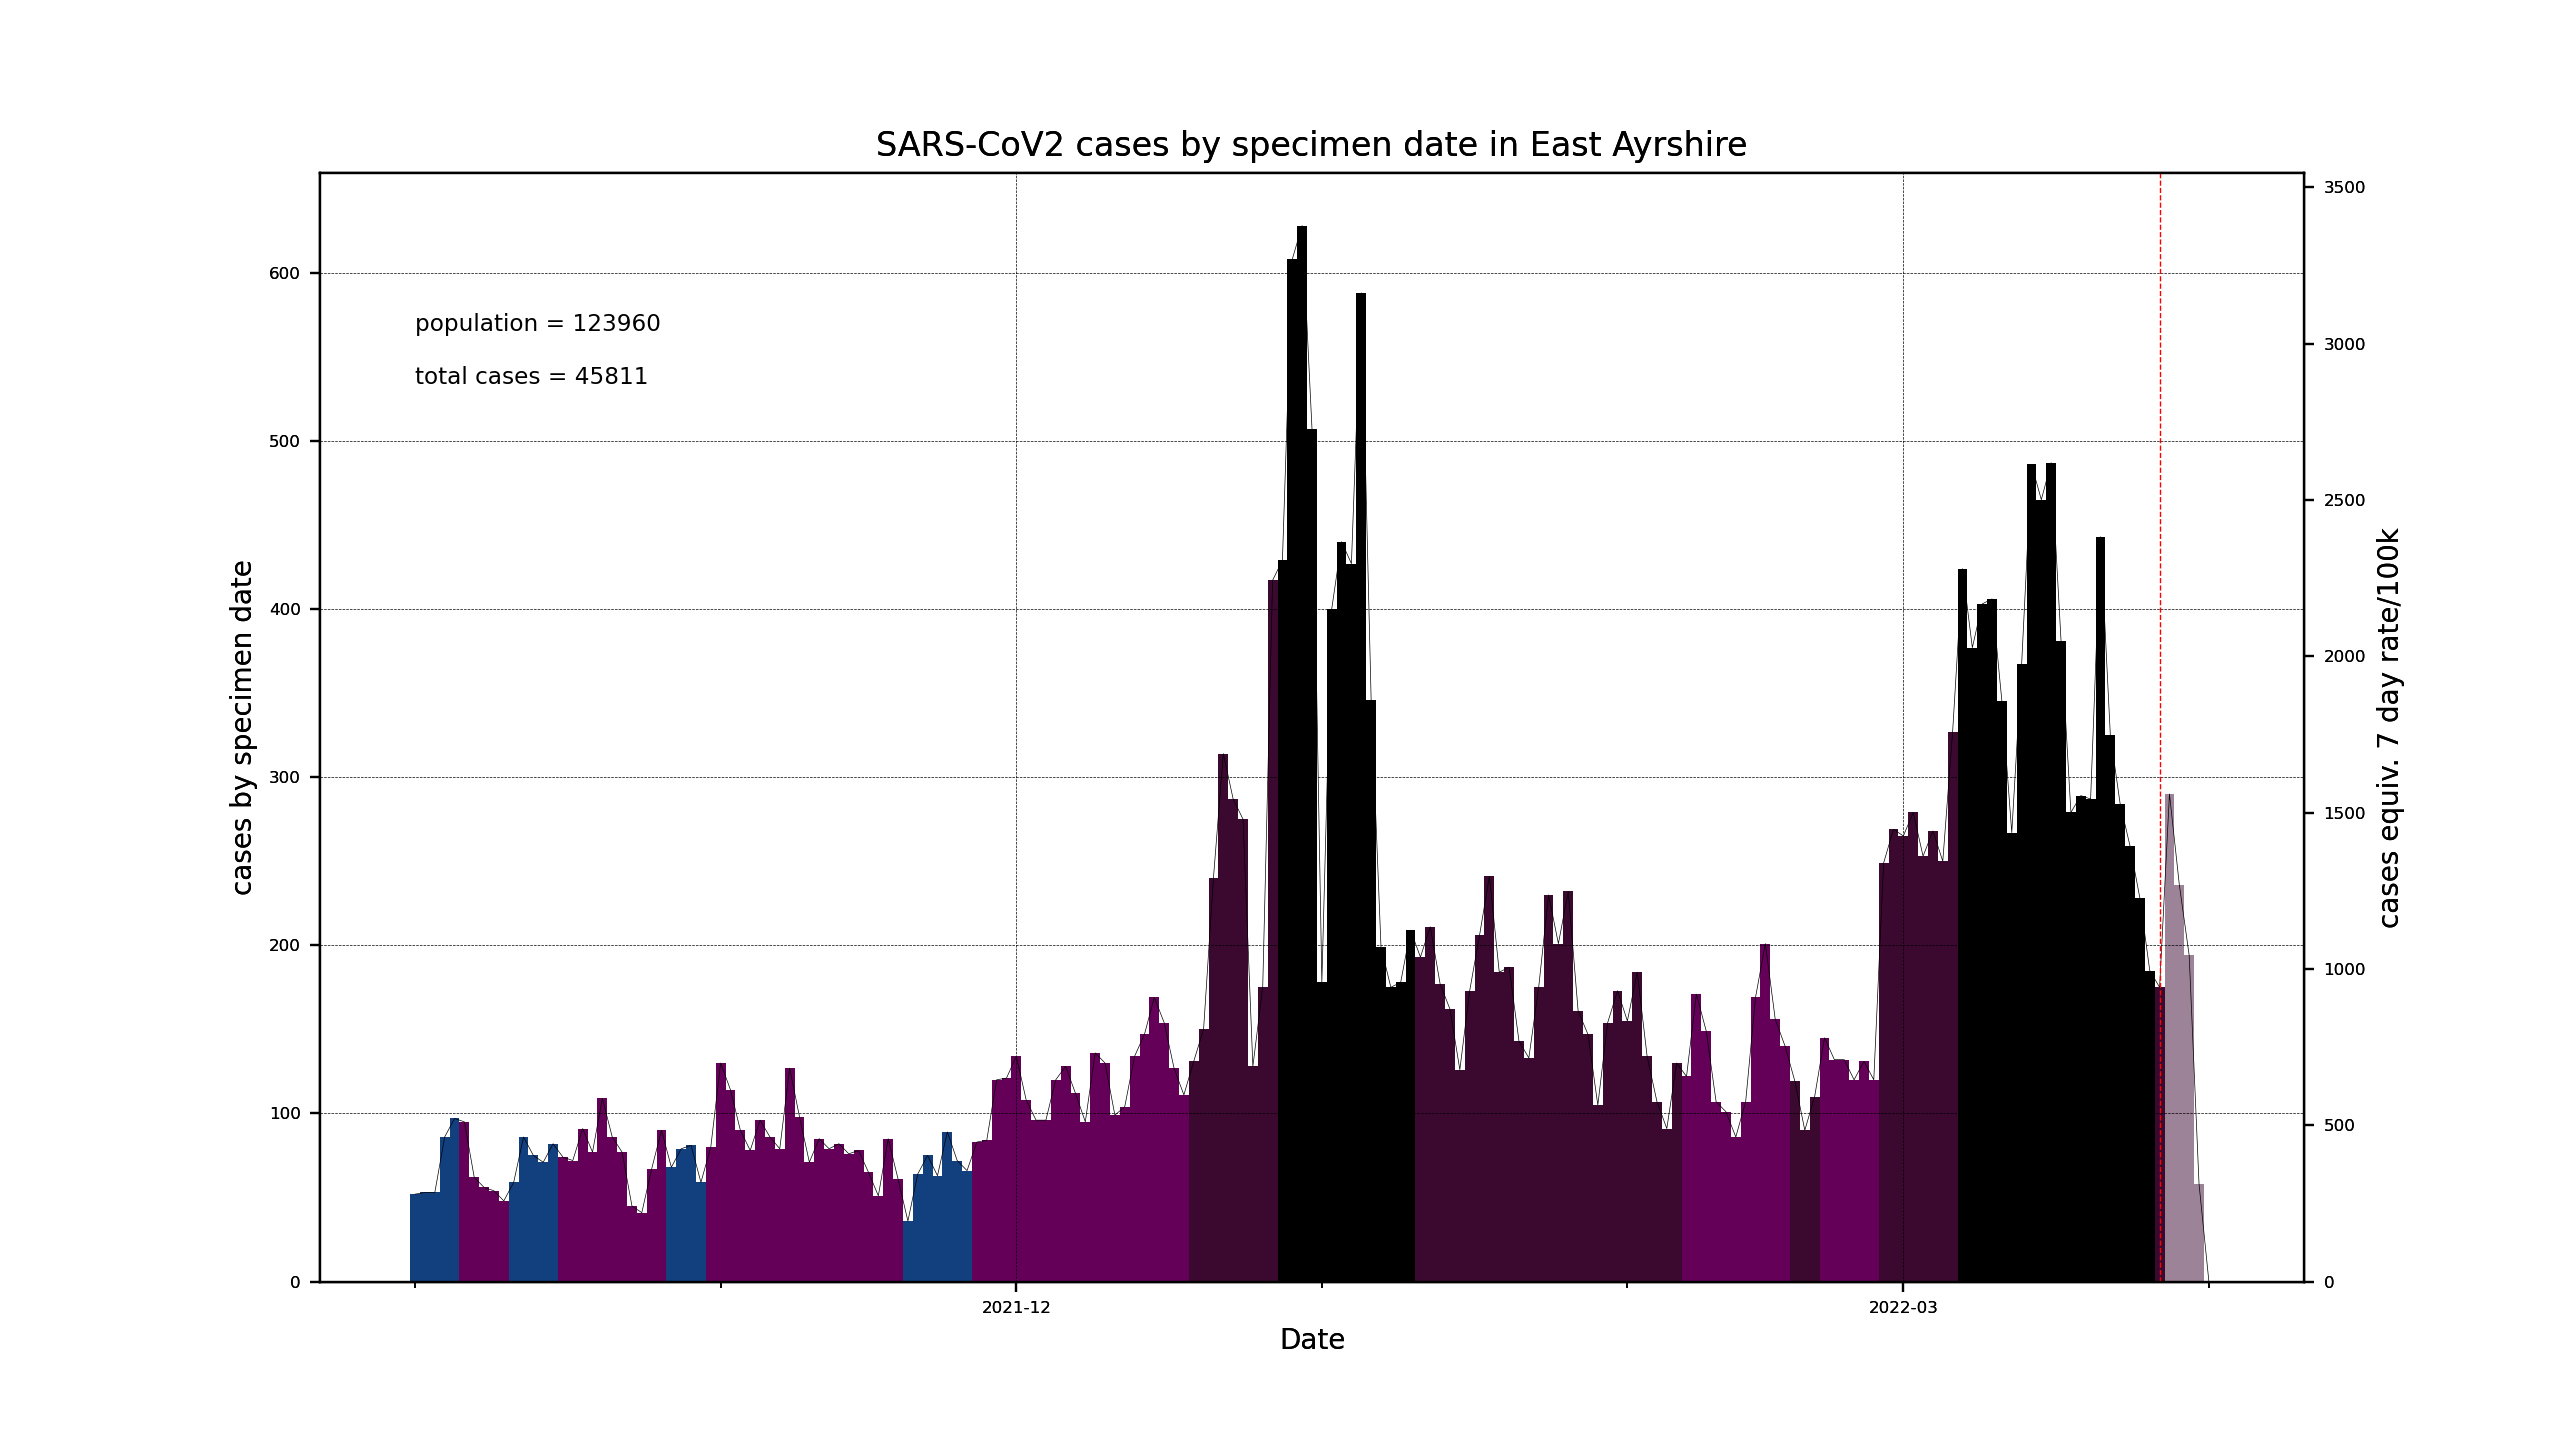 SARS-CoV2 cases by specimen date in East Ayrshire
population = 123960
total cases = 45811
cases by specimen date
600
500
400
300
200
100
0
3500
3000
2500
2000
1500
1000
500
0
cases equiv. 7 day rate/100k
2021-12
2022-03
Date